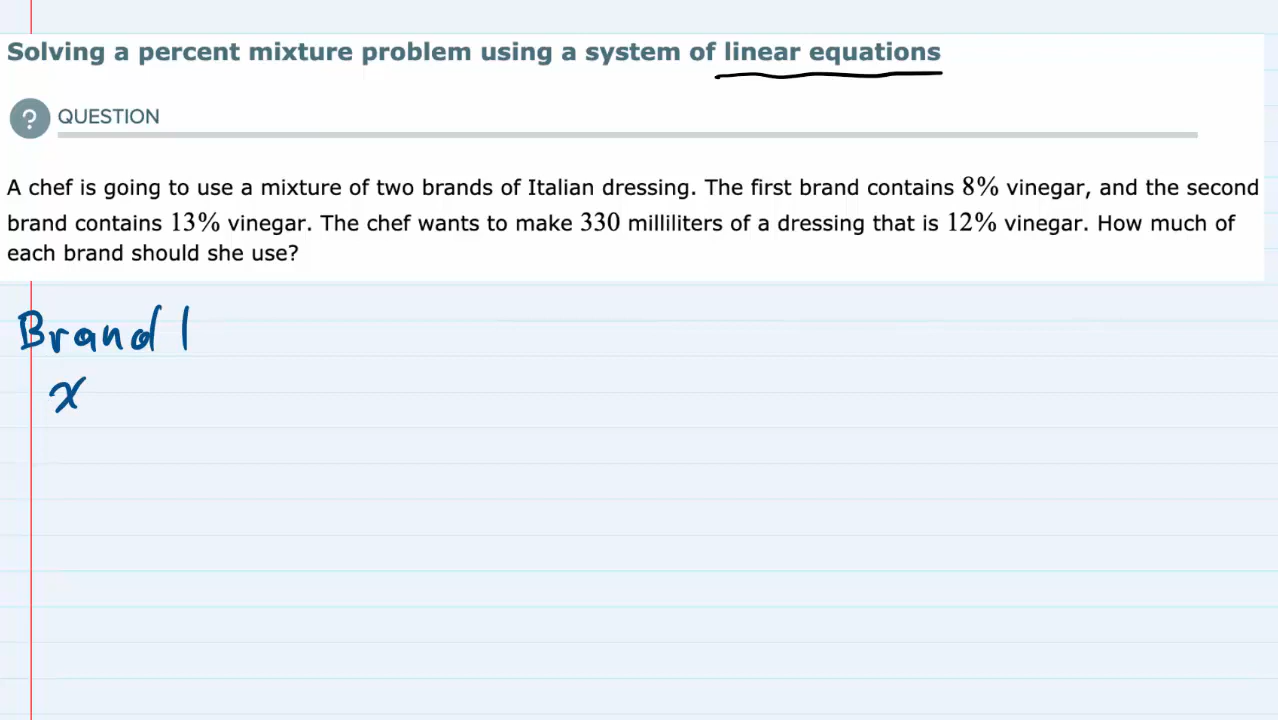 Solving a percent mixture problem using a system of linear equations
? QUESTION
A chef is going to use a mixture of two brands of Italian dressing. The first brand contains 8% vinegar, and the second
brand contains 13% vinegar. The chef wants to make 330 milliliters of a dressing that is 12% vinegar. How much of
each brand should she use?
Brand 1
x